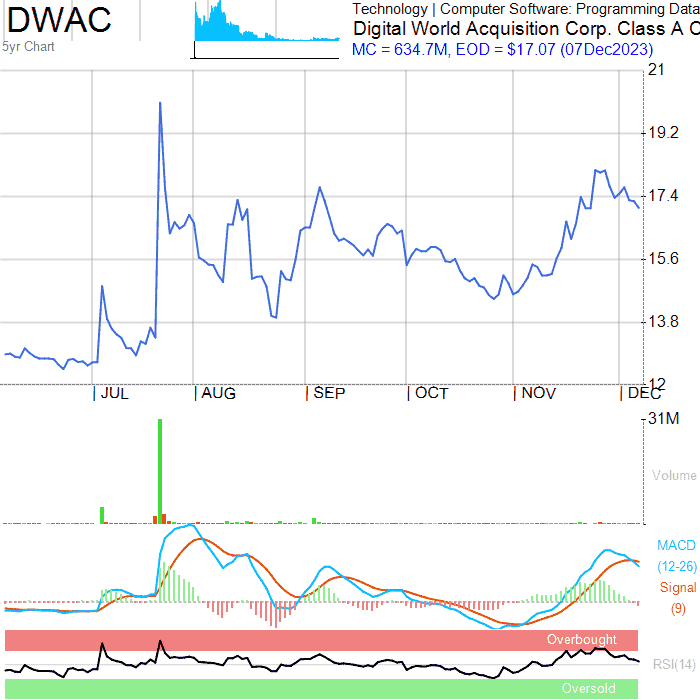 DWAC
5yr Chart
Technology | Computer Software: Programming Data
Digital World Acquisition Corp. Class A C
MC = 634.7M, EOD = $17.07 (07Dec2023)
21
19.2
17.4
15.6
13.8
12
JUL AUG SEP OCT NOV DEC
31M
Volume
MACD
(12-26)
Signal
(9)
Overbought
RSI(14)
Oversold